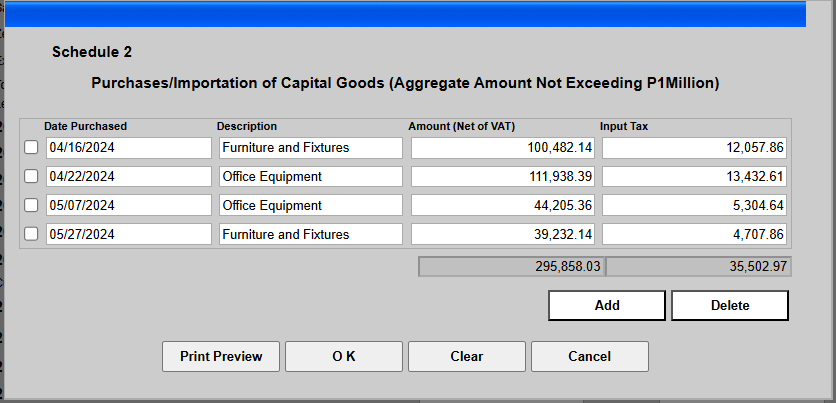 Schedule 2
Purchases/Importation of Capital Goods (Aggregate Amount Not Exceeding P1Million)
Date Purchased Description Amount (Net of VAT) Input Tax
04/16/2024 Furniture and Fixtures 100,482.14 12,057.86
04/22/2024 Office Equipment 111,938.39 13,432.61
05/07/2024 Office Equipment 44,205.36 5,304.64
05/27/2024 Furniture and Fixtures 39,232.14 4,707.86
295,858.03 35,502.97
Add Delete
Print Preview O K Clear Cancel